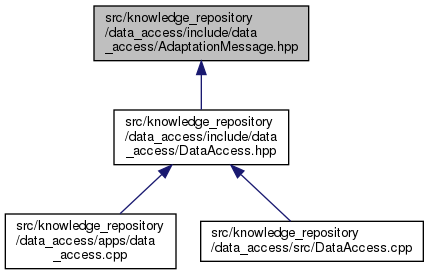 src/knowledge_repository
/data_access/include/data
_access/AdaptationMessage.hpp
src/knowledge_repository
/data_access/include/data
_access/DataAccess.hpp
src/knowledge_repository
/data_access/apps/data
_access.cpp
src/knowledge_repository
/data_access/src/DataAccess.cpp